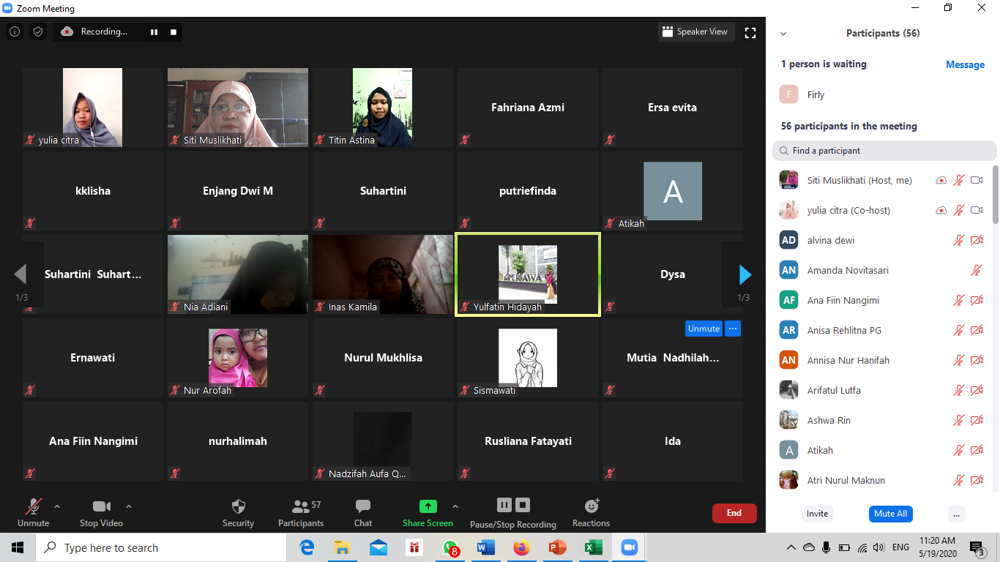 Zoom Meeting
Recording...
Speaker View
yulia citra
Siti Muslikhati
Titin Astina
Fahriana Azmi
Ersa evita
kklisha
Enjang Dwi M
Suhartini
putriefinda
A
Atikah
Suhartini Suhart...
Nia Adiani
Inas Kamila
Yulfatin Hidayah
Dysa
1/3
1/3
Ernawati
Nur Arofah
Nurul Mukhlisa
Sismawati
Unmute ...
Mutia Nadhilah...
Ana Fiin Nangimi
nurhalimah
Nadzifah Aufa Q...
Rusliana Fatayati
Ida
Unmute
Stop Video
Security
57
Participants
Chat
Share Screen
Pause/Stop Recording
Reactions
End
Participants (56)
1 person is waiting
Message
F Firly
56 participants in the meeting
Find a participant
Siti Muslikhati (Host, me)
yulia citra (Co-host)
AD alvina dewi
AN Amanda Novitasari
AF Ana Fiin Nangimi
AR Anisa Rehlitna PG
AN Annisa Nur Hanifah
Arifatul Lutfa
Ashwa Rin
A Atikah
Atri Nurul Maknun
Invite
Mute All
...
Type here to search
8
ENG
11:20 AM
5/19/2020
3